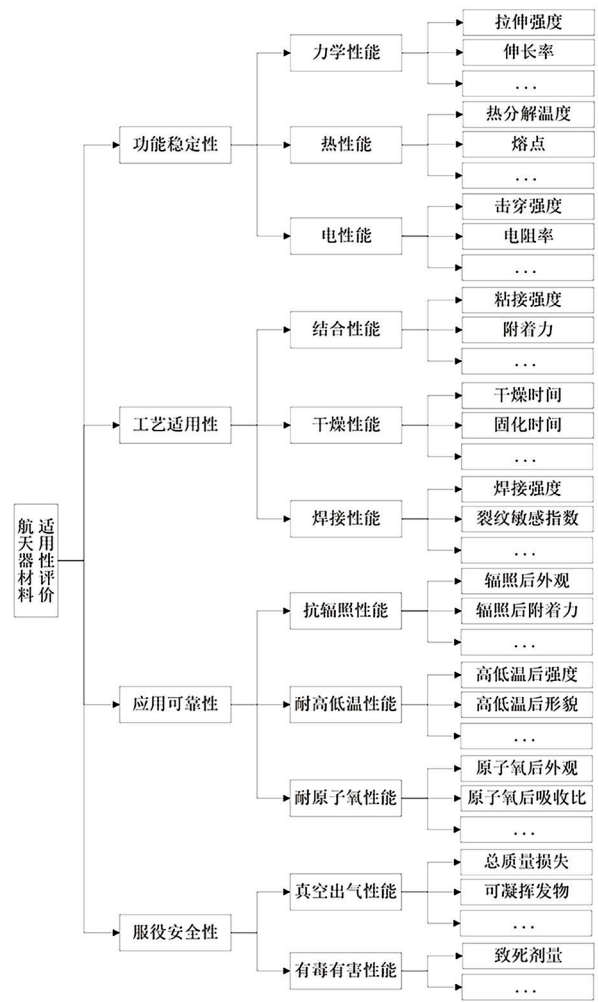 航天器材料
适用性评价
功能稳定性
力学性能
拉伸强度
伸长率
...
热性能
热分解温度
熔点
...
电性能
击穿强度
电阻率
...
工艺适用性
结合性能
粘接强度
附着力
...
干燥性能
干燥时间
固化时间
...
焊接性能
焊接强度
裂纹敏感指数
...
应用可靠性
抗辐照性能
辐照后外观
辐照后附着力
...
耐高低温性能
高低温后强度
高低温后形貌
...
耐原子氧性能
原子氧后外观
原子氧后吸收比
...
服役安全性
真空出气性能
总质量损失
可凝挥发物
...
有毒有害性能
致死剂量
...